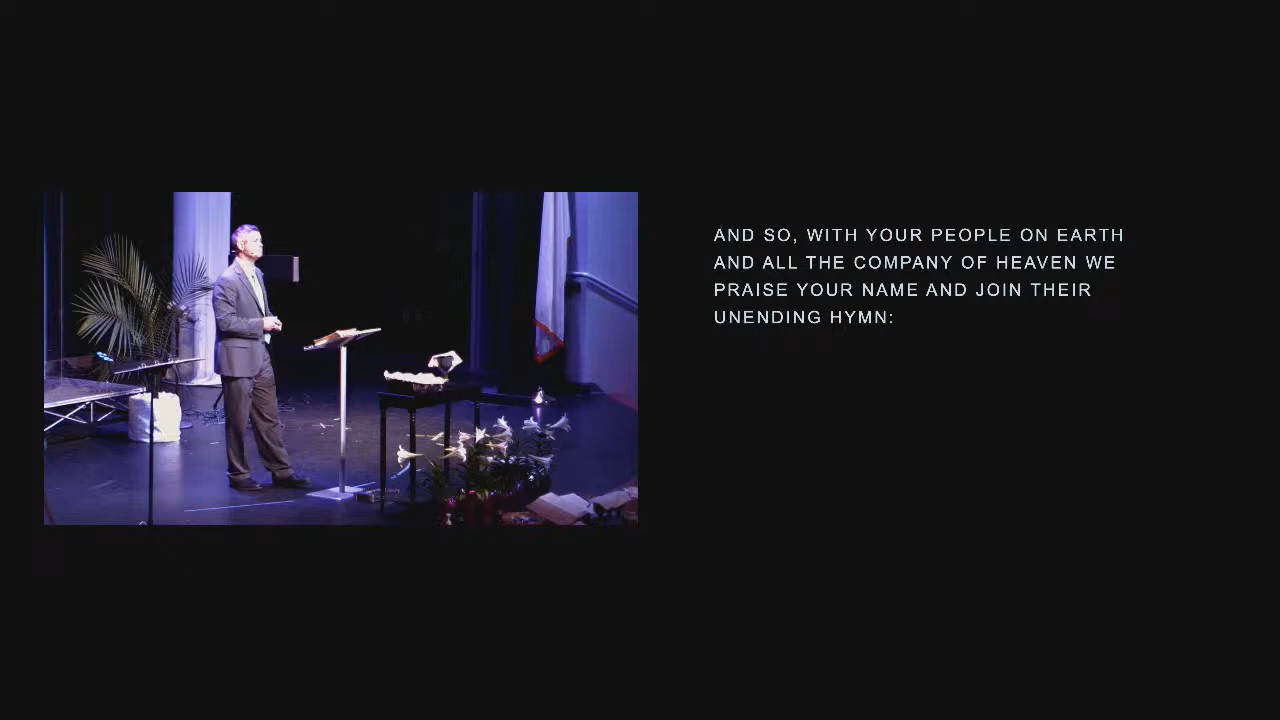 AND SO, WITH YOUR PEOPLE ON EARTH
AND ALL THE COMPANY OF HEAVEN WE
PRAISE YOUR NAME AND JOIN THEIR
UNENDING HYMN: